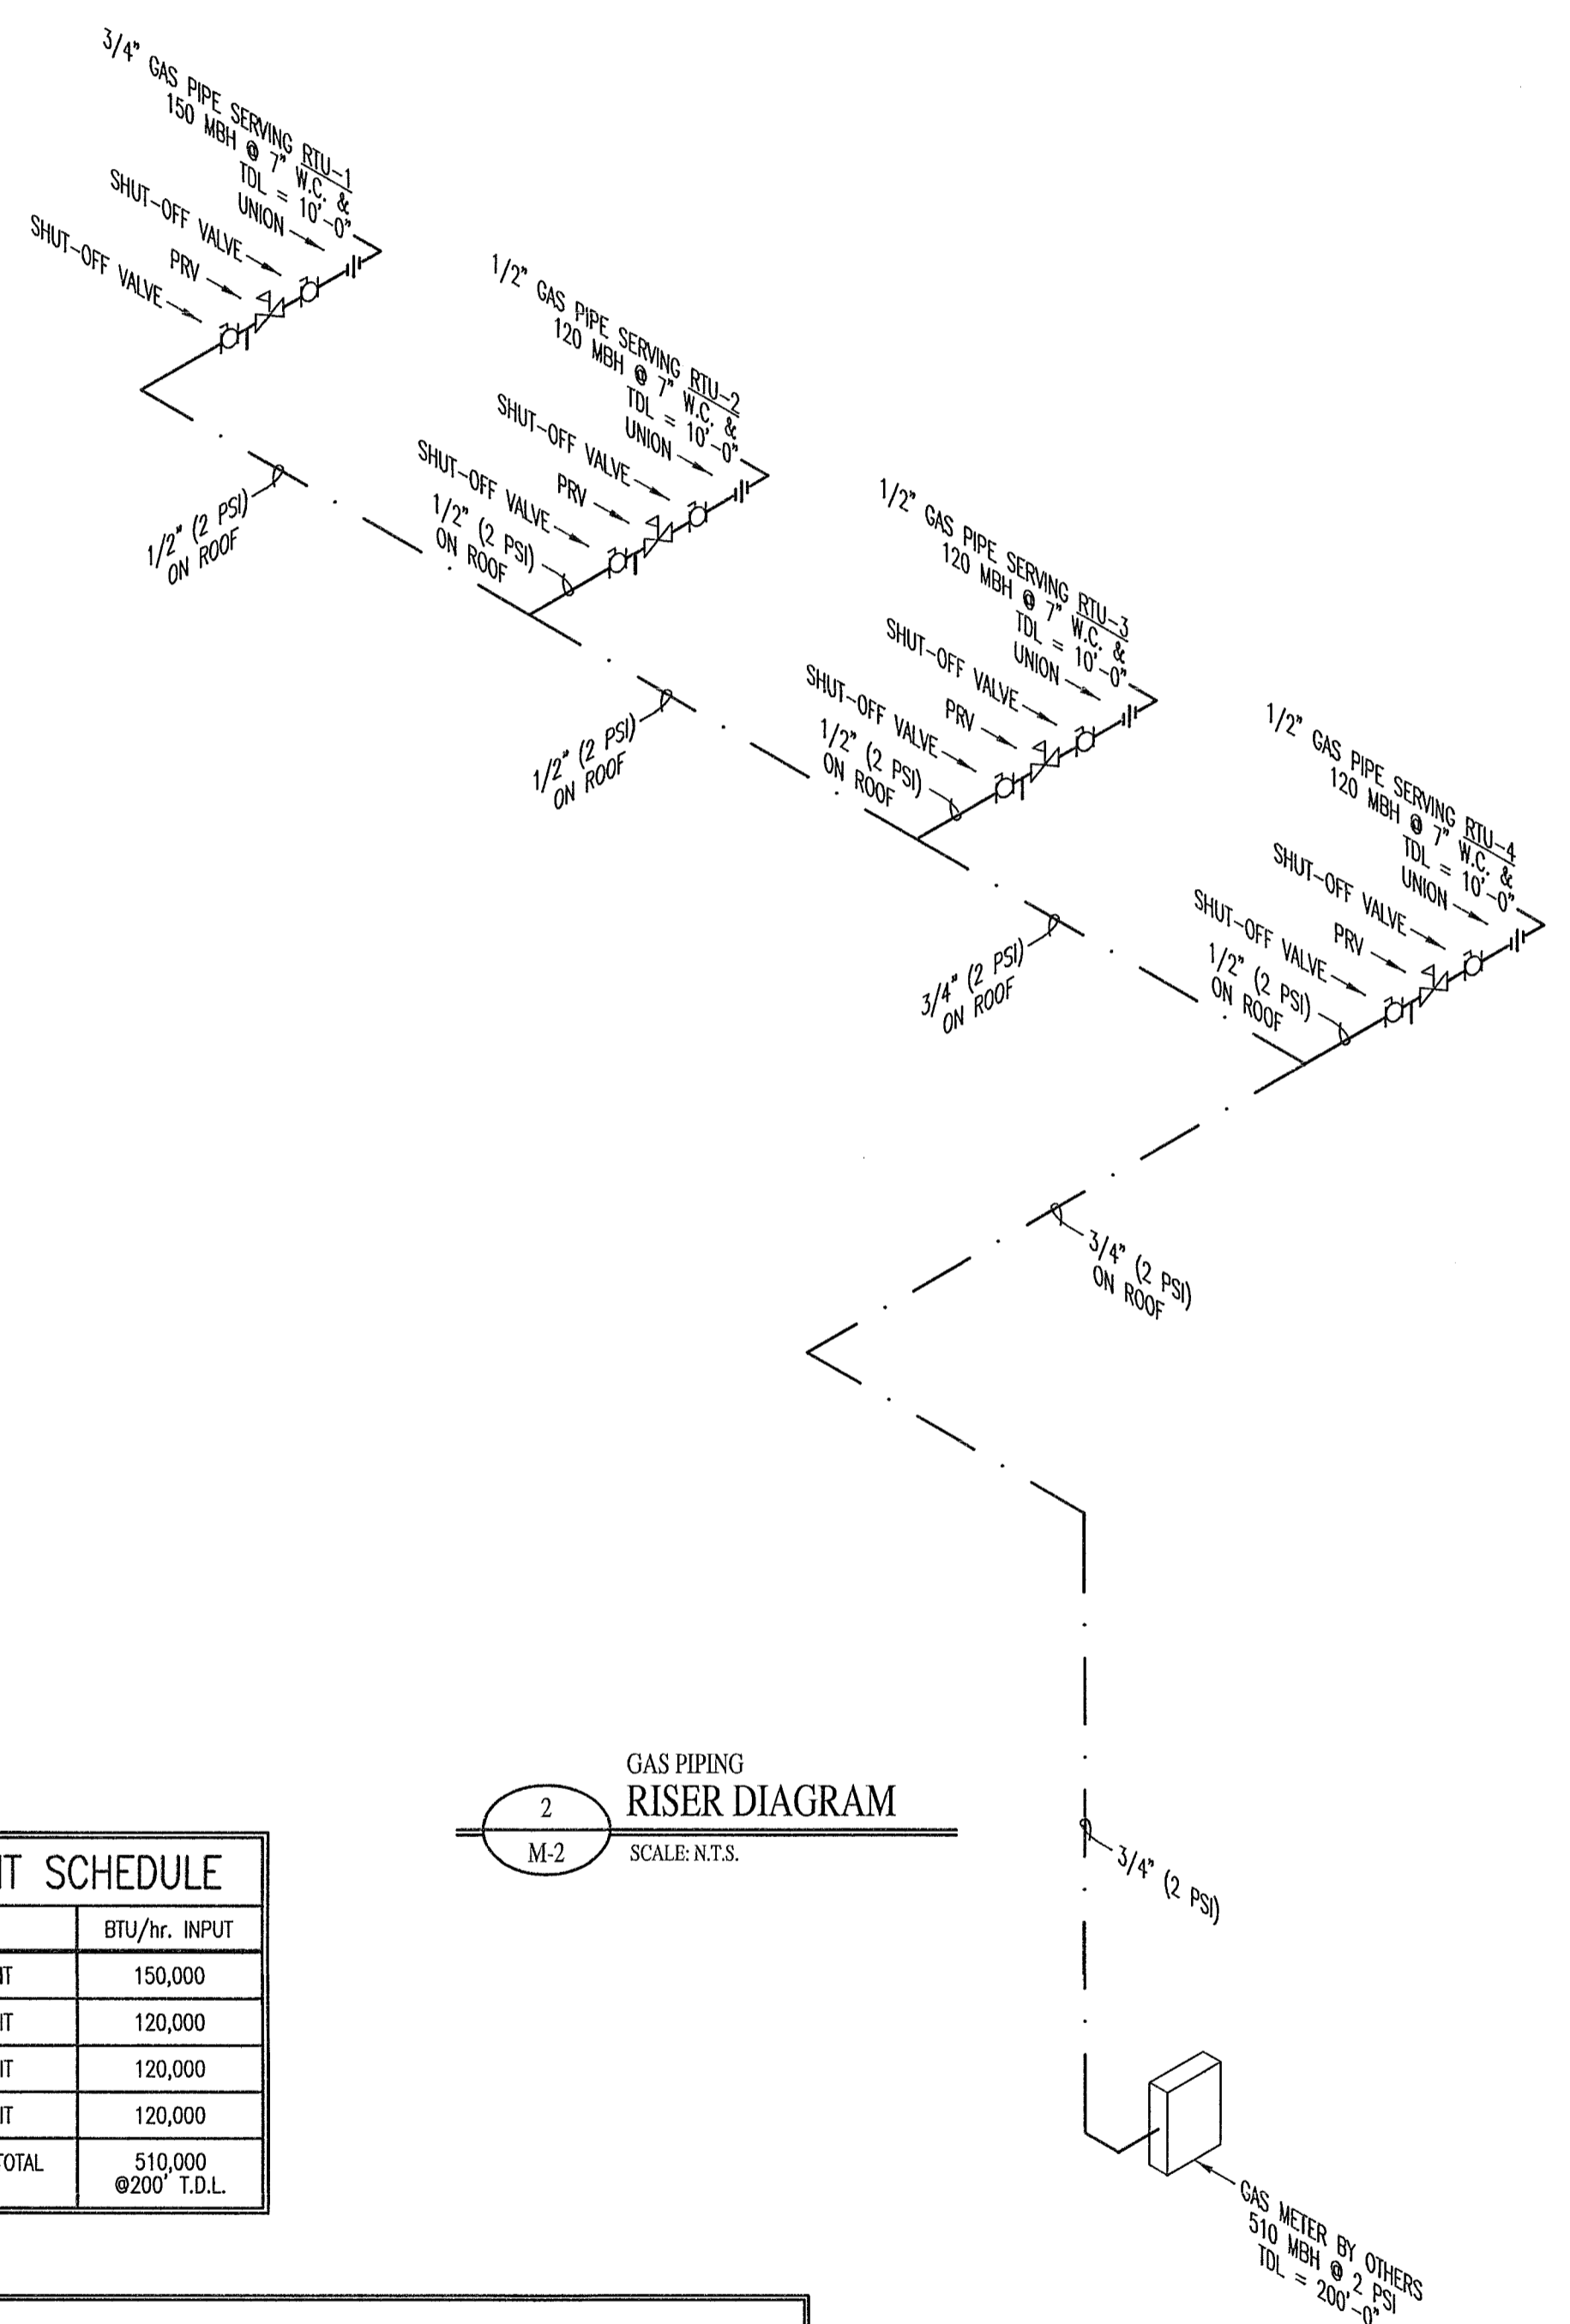 3/4" GAS PIPE SERVING RTU-1
150 MBH @ 7" W.C. &
TDL = 10'-0"
UNION
SHUT-OFF VALVE
PRV
SHUT-OFF VALVE
1/2" (2 PSI)
ON ROOF
1/2" GAS PIPE SERVING RTU-2
120 MBH @ 7" W.C. &
TDL = 10'-0"
UNION
SHUT-OFF VALVE
PRV
SHUT-OFF VALVE
1/2" (2 PSI)
ON ROOF
1/2" (2 PSI)
ON ROOF
1/2" GAS PIPE SERVING RTU-3
120 MBH @ 7" W.C. &
TDL = 10'-0"
UNION
SHUT-OFF VALVE
PRV
SHUT-OFF VALVE
1/2" (2 PSI)
ON ROOF
3/4" (2 PSI)
ON ROOF
1/2" GAS PIPE SERVING RTU-4
120 MBH @ 7" W.C. &
TDL = 10'-0"
UNION
SHUT-OFF VALVE
PRV
SHUT-OFF VALVE
1/2" (2 PSI)
ON ROOF
3/4" (2 PSI)
ON ROOF
GAS PIPING
2
RISER DIAGRAM
M-2
SCALE: N.T.S.
3/4" (2 PSI)
SCHEDULE
BTU/hr. INPUT
150,000
120,000
120,000
120,000
510,000
@200' T.D.L.
GAS METER BY OTHERS
510 MBH @ 2 PSI
TDL = 200'-0"